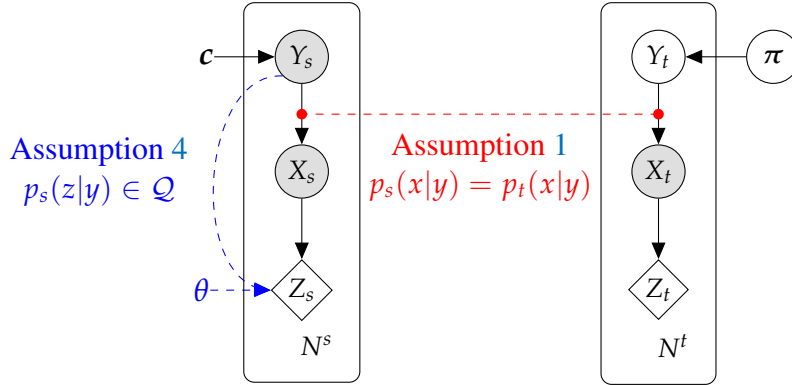 c Y_s Y_t π
Assumption 4
p_s(z|y) ∈ 𝒬
X_s
Assumption 1
p_s(x|y) = p_t(x|y)
X_t
θ Z_s Z_t
N^s N^t